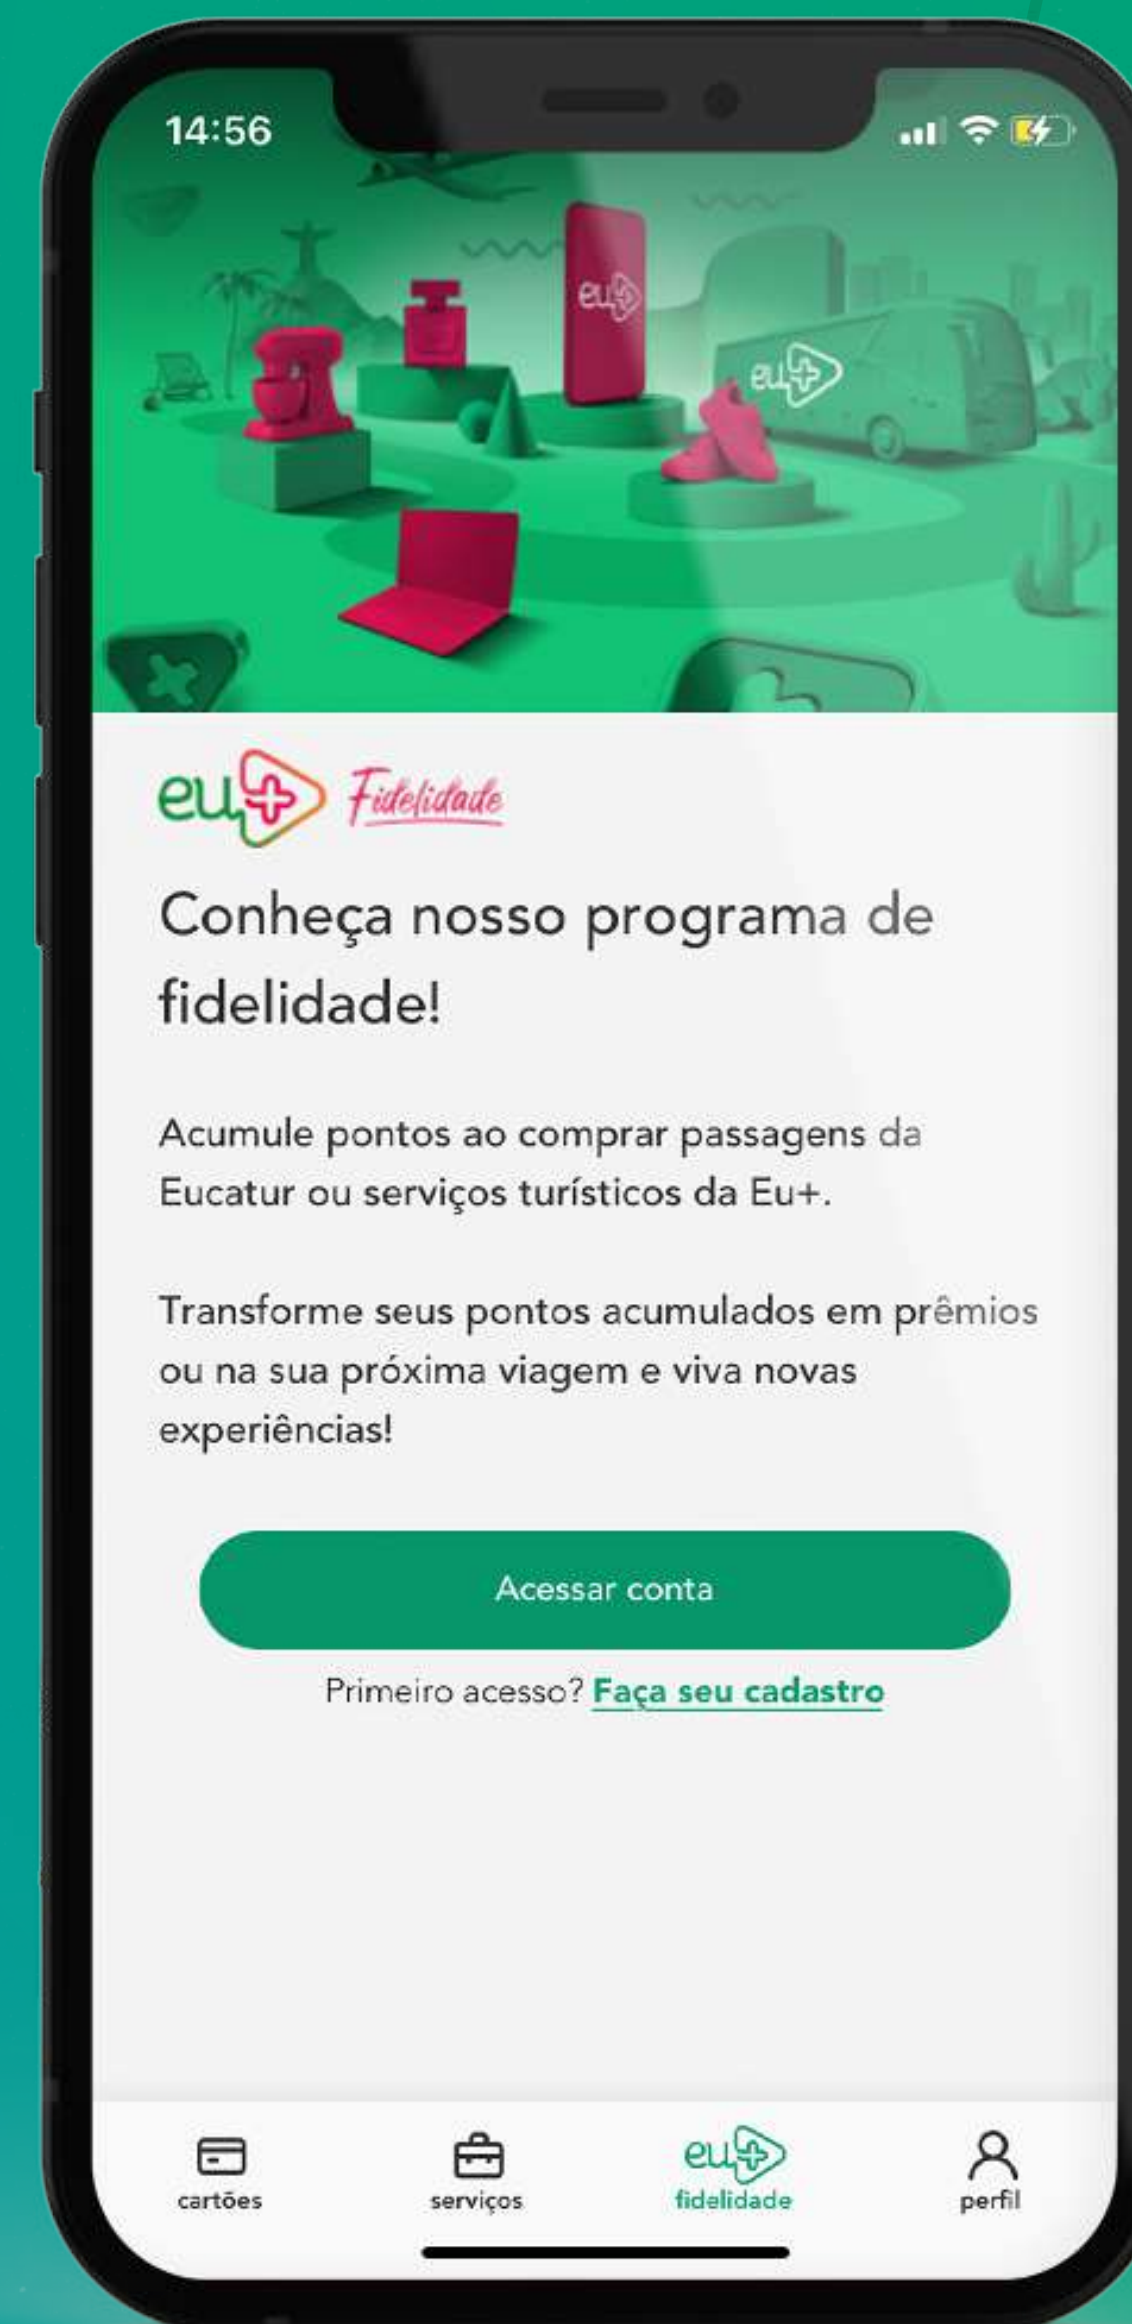 14:56
eu+
eu+
eu+ Fidelidade
Conheça nosso programa de
fidelidade!
Acumule pontos ao comprar passagens da
Eucatur ou serviços turísticos da Eu+.
Transforme seus pontos acumulados em prêmios
ou na sua próxima viagem e viva novas
experiências!
Acessar conta
Primeiro acesso? Faça seu cadastro
eu+
cartões serviços fidelidade perfil